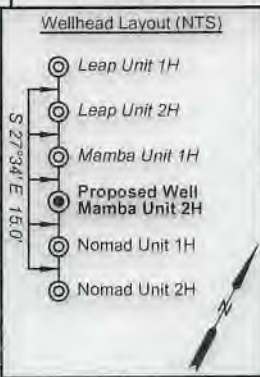 Wellhead Layout (NTS)
Leap Unit 1H
Leap Unit 2H
Mamba Unit 1H
Proposed Well
Mamba Unit 2H
Nomad Unit 1H
Nomad Unit 2H
S 27°34' E 15.0'
N